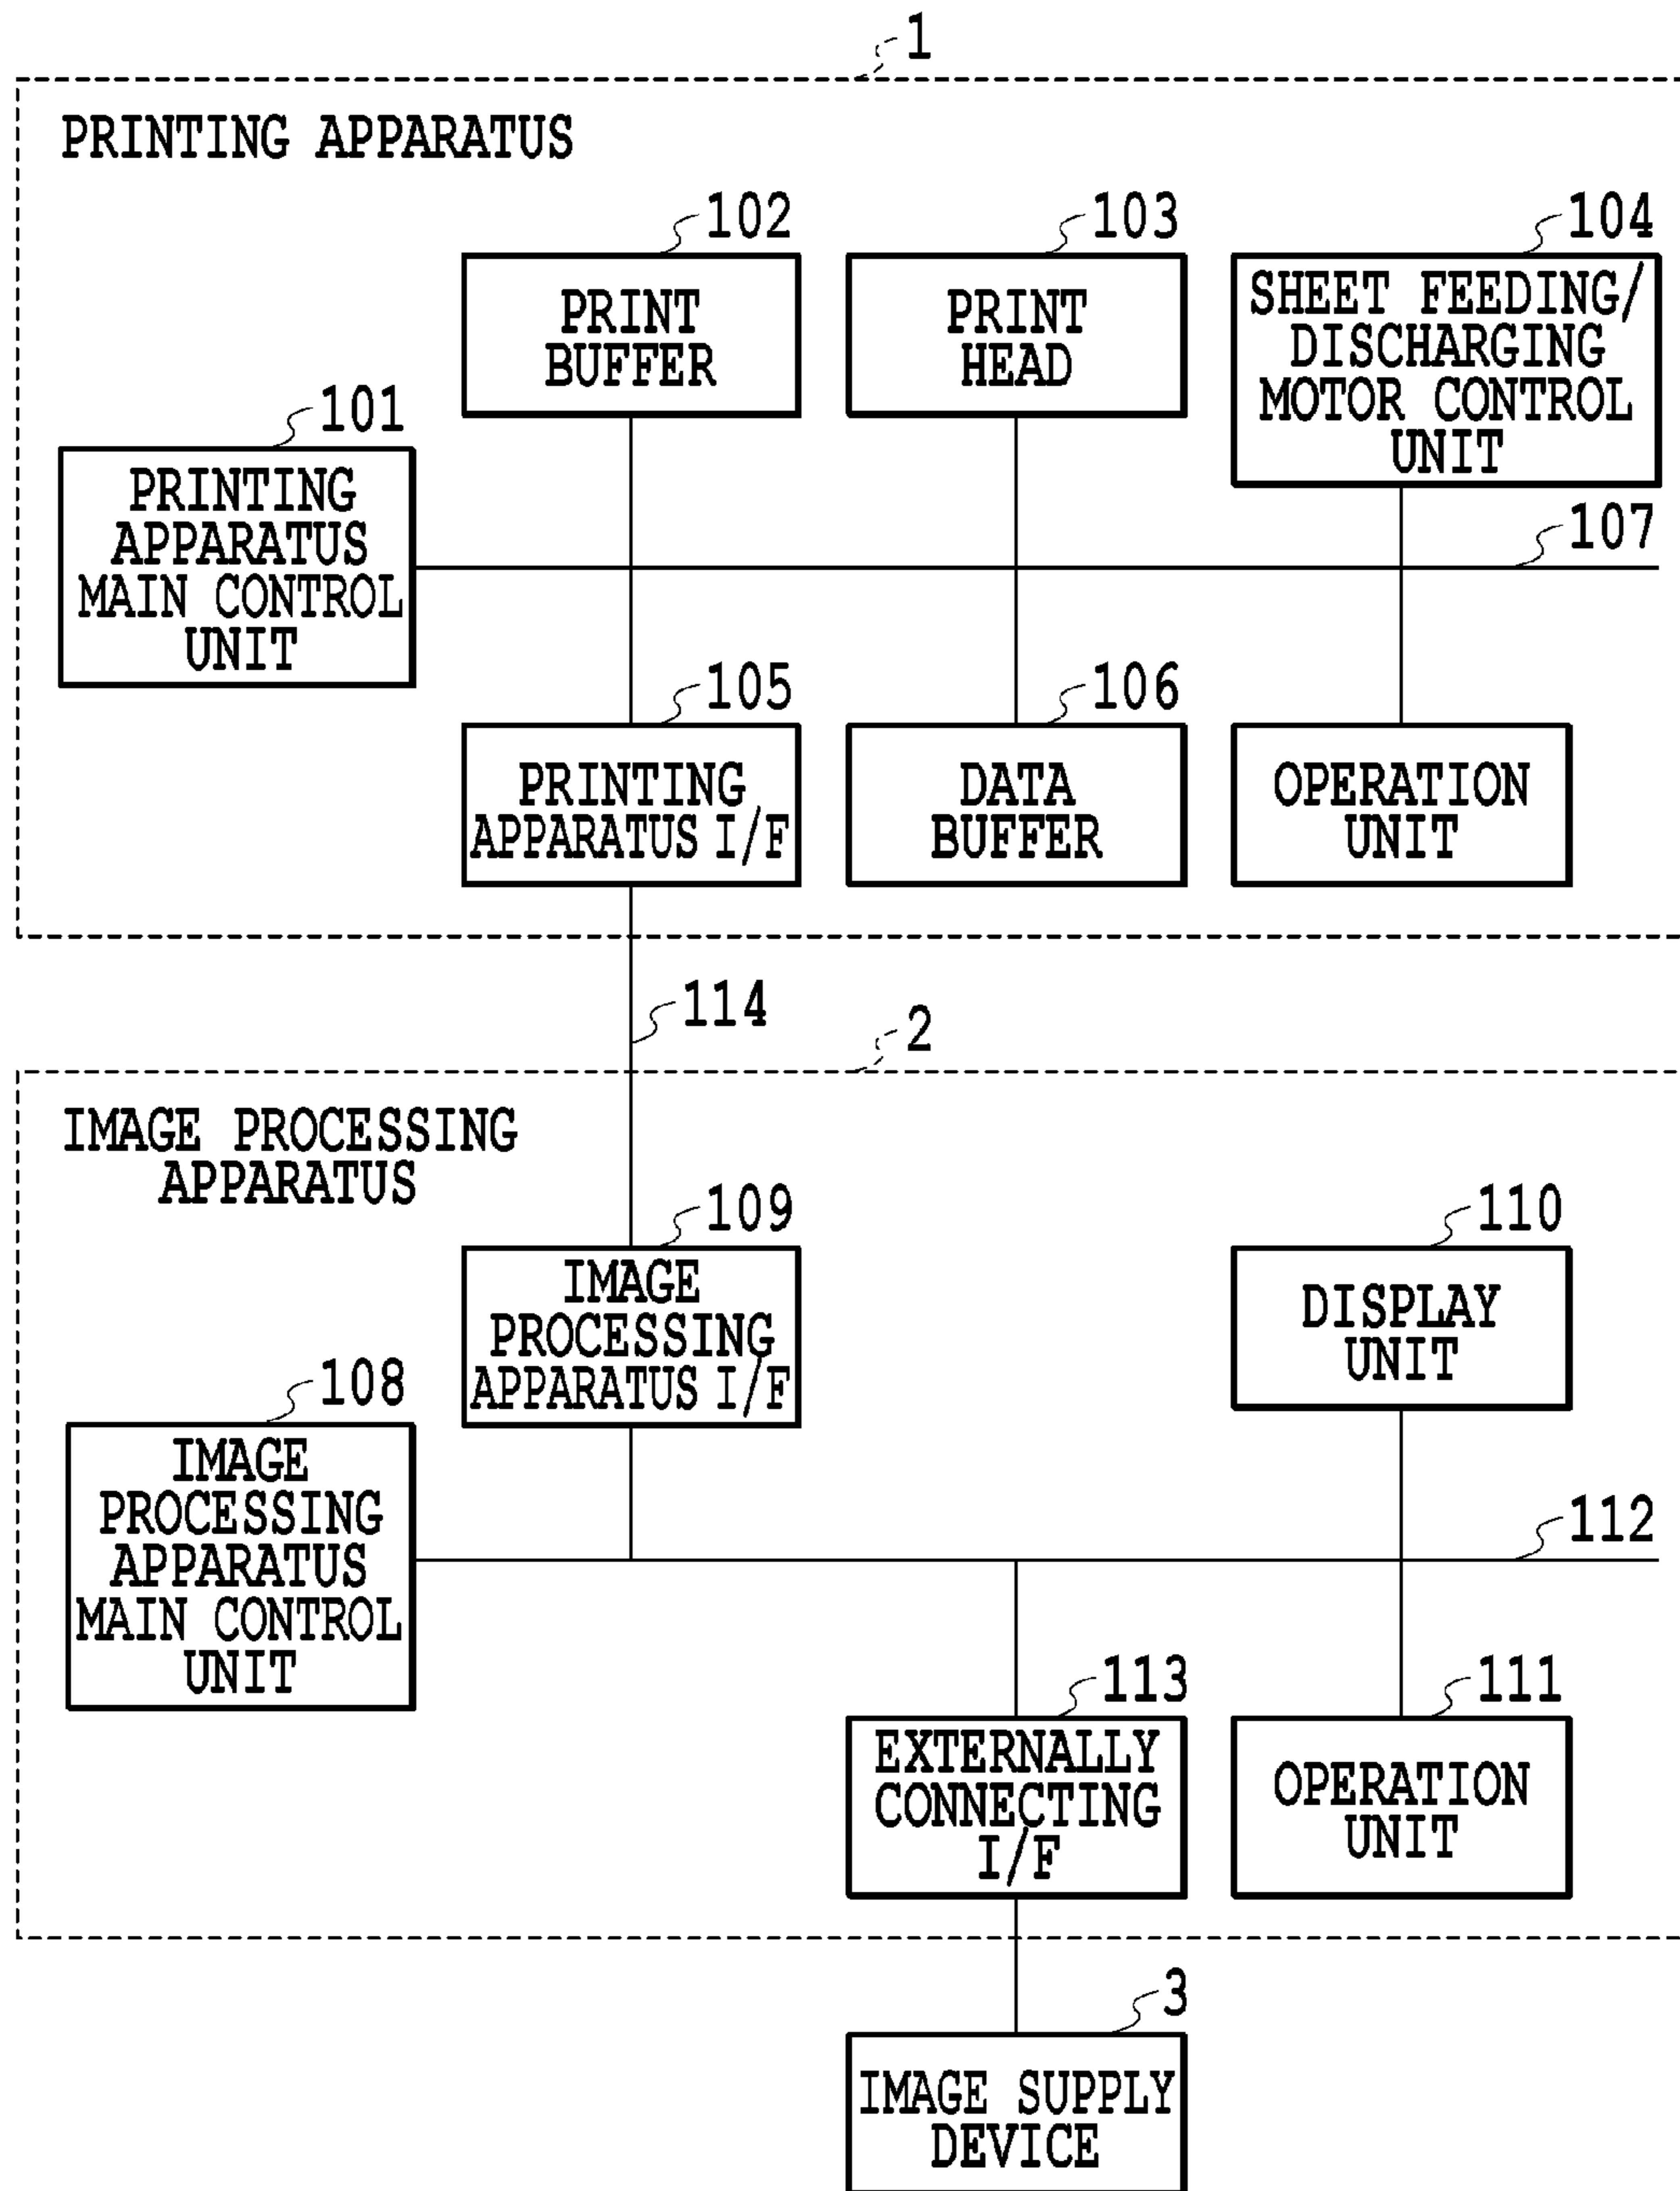 1
PRINTING APPARATUS
102
103
104
PRINT
BUFFER
PRINT
HEAD
SHEET FEEDING/
DISCHARGING
MOTOR CONTROL
UNIT
101
PRINTING
APPARATUS
MAIN CONTROL
UNIT
107
105
106
PRINTING
APPARATUS I/F
DATA
BUFFER
OPERATION
UNIT
114
2
IMAGE PROCESSING
APPARATUS
109
110
IMAGE
PROCESSING
APPARATUS I/F
DISPLAY
UNIT
108
IMAGE
PROCESSING
APPARATUS
MAIN CONTROL
UNIT
112
113
111
EXTERNALLY
CONNECTING
I/F
OPERATION
UNIT
3
IMAGE SUPPLY
DEVICE